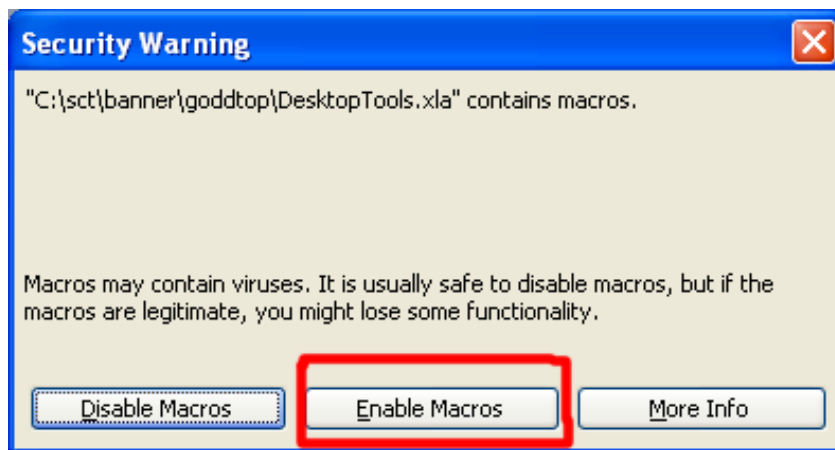 Security Warning
"C:\sct\banner\goddtop\DesktopTools.xla" contains macros.
Macros may contain viruses. It is usually safe to disable macros, but if the
macros are legitimate, you might lose some functionality.
Disable Macros Enable Macros More Info